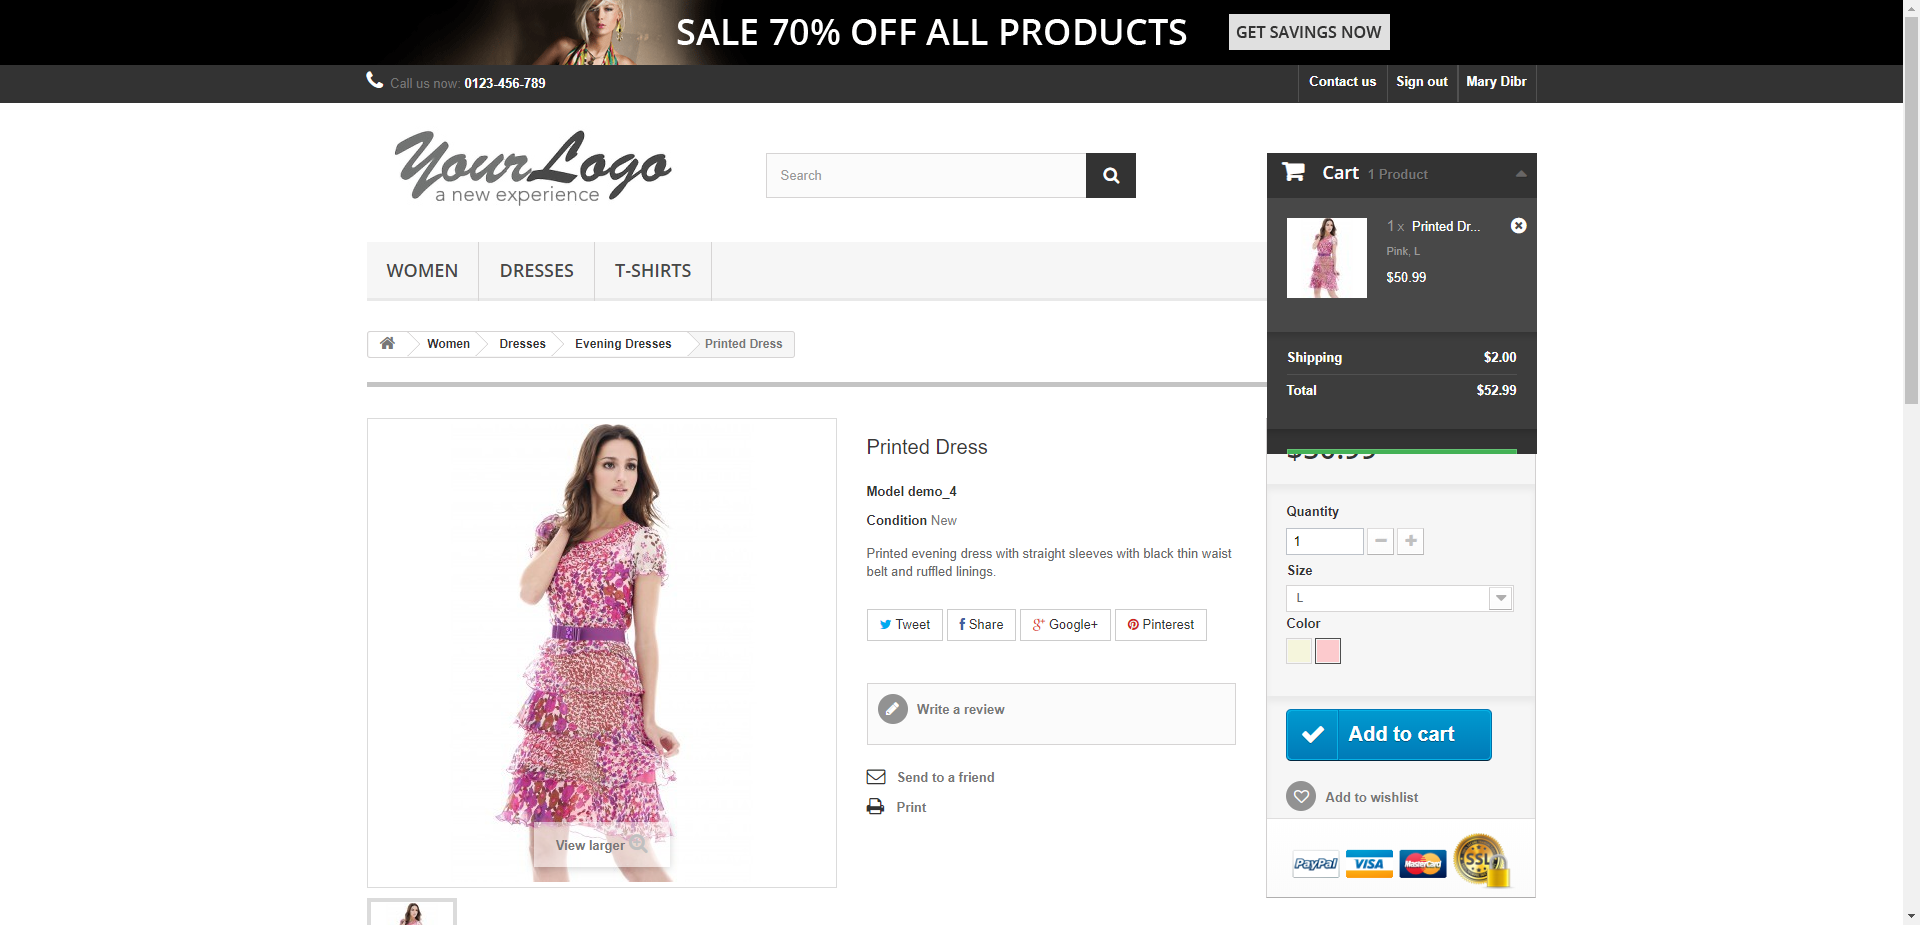 SALE 70% OFF ALL PRODUCTS
GET SAVINGS NOW
Call us now: 0123-456-789
Contact us
Sign out
Mary Dibr
YourLogo
a new experience
Search
Cart 1 Product
1 x Printed Dr...
Pink, L
$50.99
Shipping $2.00
Total $52.99
WOMEN
DRESSES
T-SHIRTS
Women
Dresses
Evening Dresses
Printed Dress
View larger
Printed Dress
Model demo_4
Condition New
Printed evening dress with straight sleeves with black thin waist
belt and ruffled linings.
Tweet
Share
Google+
Pinterest
Write a review
Send to a friend
Print
Quantity
1
Size
L
Color
Add to cart
Add to wishlist
PayPal
VISA
MasterCard
SSL